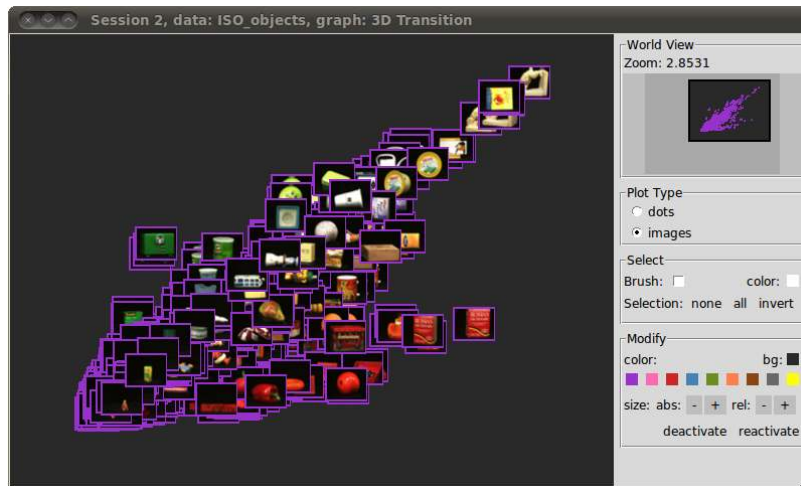 Session 2, data: ISO_objects, graph: 3D Transition
World View
Zoom: 2.8531
Plot Type
dots
images
Select
Brush: color:
Selection: none all invert
Modify
color: bg:
size: abs: - + rel: - +
deactivate reactivate